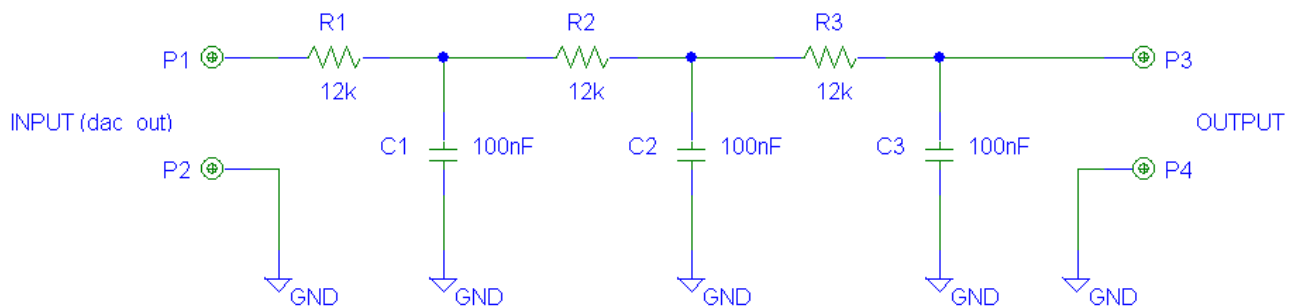 R1 R2 R3
P1 P3
12k 12k 12k
INPUT (dac out) OUTPUT
C1 100nF C2 100nF C3 100nF
P2 P4
GND GND GND GND GND